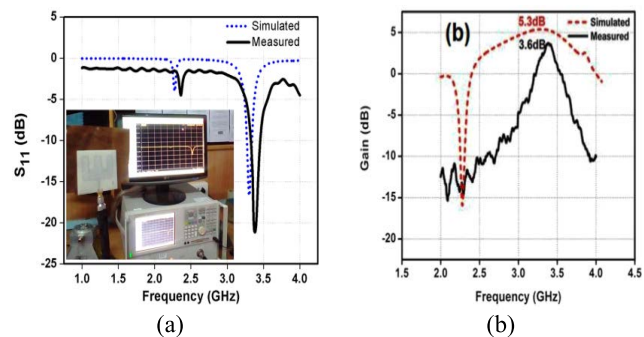 (a)
Simulated
Measured
S11 (dB)
5
0
-5
-10
-15
-20
-25
1.0 1.5 2.0 2.5 3.0 3.5 4.0
Frequency (GHz)
(a)
(b)
5.3dB
3.6dB
Simulated
Measured
Gain (dB)
5
0
-5
-10
-15
-20
1.5 2.0 2.5 3.0 3.5 4.0 4.5
Frequency (GHz)
(b)